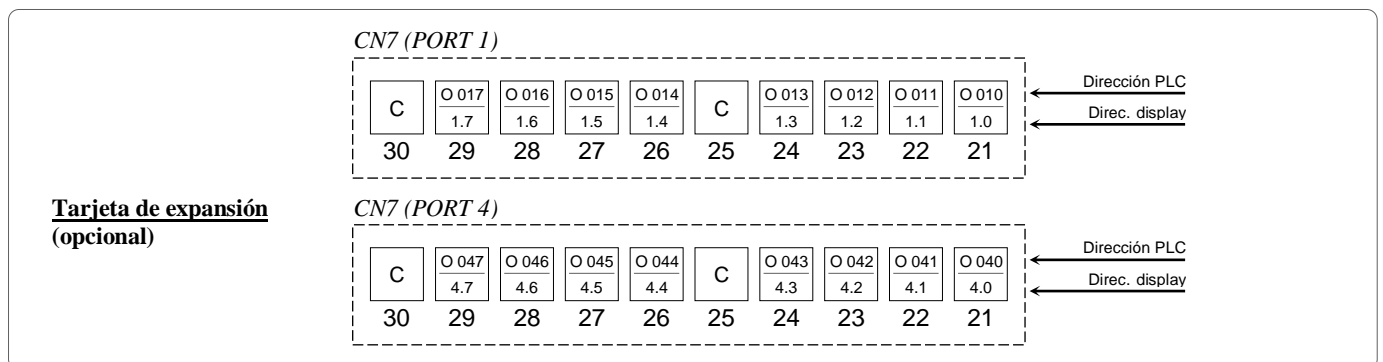 CN7 (PORT 1)
C O 017 O 016 O 015 O 014 C O 013 O 012 O 011 O 010 Dirección PLC
1.7 1.6 1.5 1.4 1.3 1.2 1.1 1.0 Direc. display
30 29 28 27 26 25 24 23 22 21
Tarjeta de expansión
(opcional)
CN7 (PORT 4)
C O 047 O 046 O 045 O 044 C O 043 O 042 O 041 O 040 Dirección PLC
4.7 4.6 4.5 4.4 4.3 4.2 4.1 4.0 Direc. display
30 29 28 27 26 25 24 23 22 21